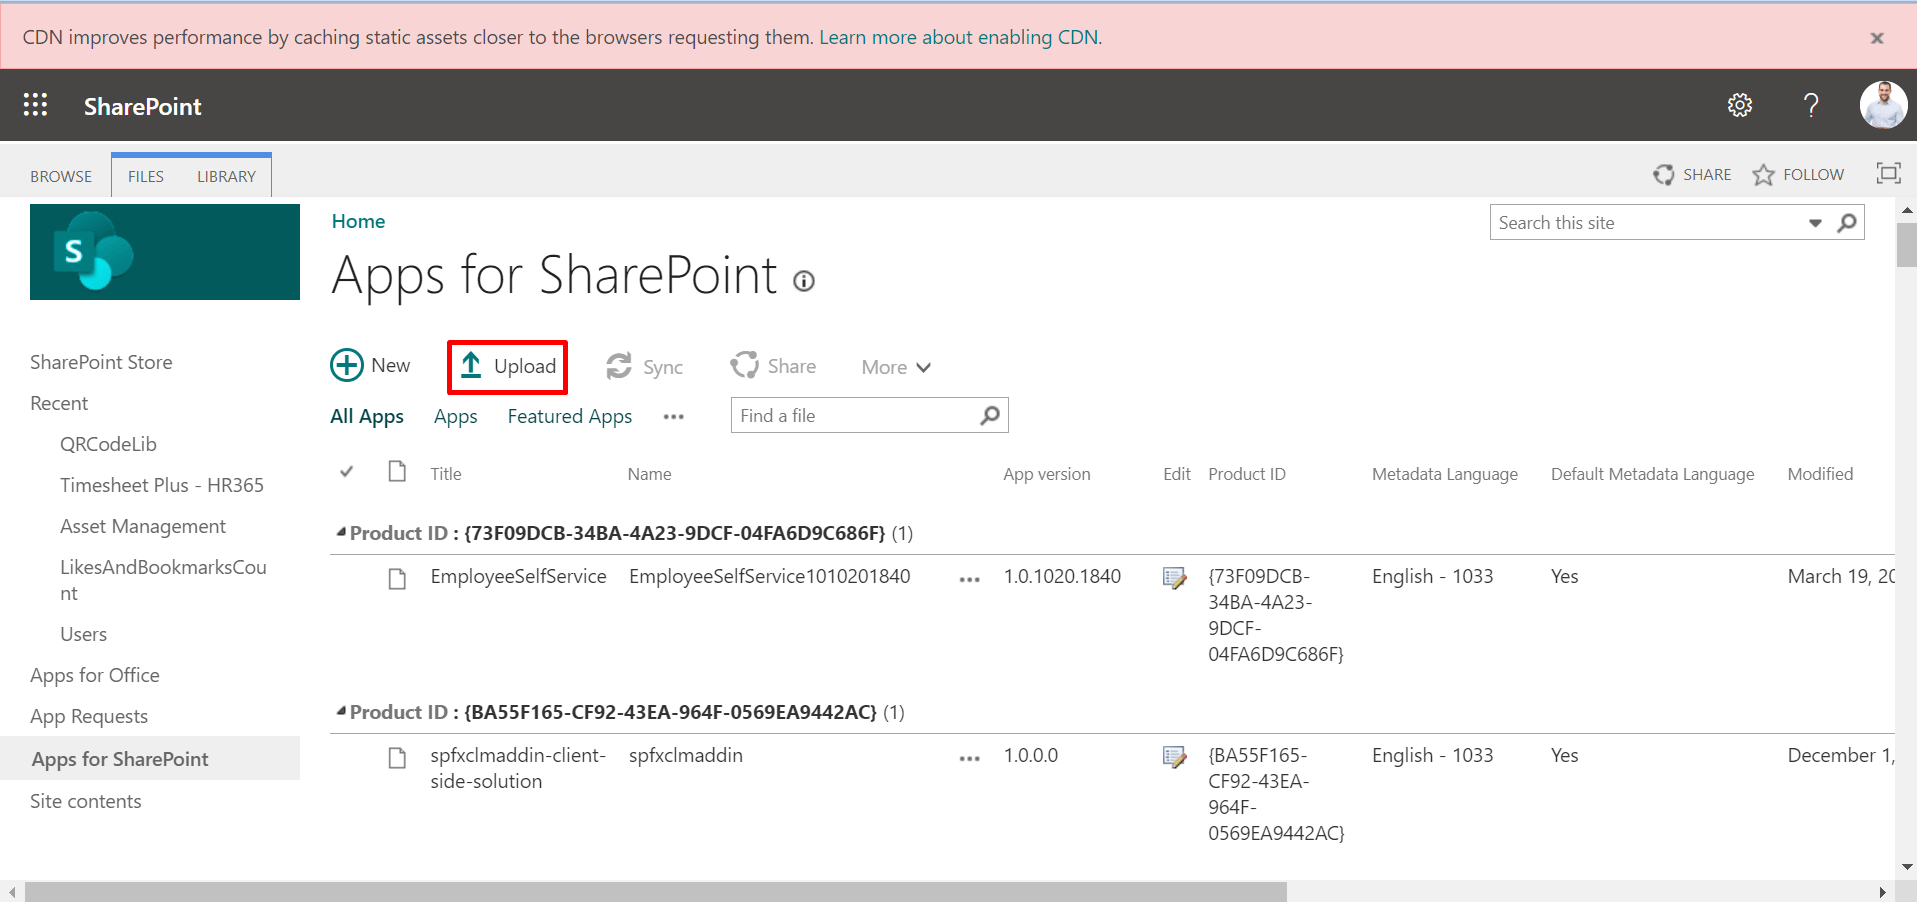 CDN improves performance by caching static assets closer to the browsers requesting them. Learn more about enabling CDN.
SharePoint
BROWSE FILES LIBRARY SHARE FOLLOW
S
Home
Search this site
Apps for SharePoint
New Upload Sync Share More
All Apps Apps Featured Apps ••• Find a file
SharePoint Store
Recent
QRCodeLib
Timesheet Plus - HR365
Asset Management
LikesAndBookmarksCou
nt
Users
Apps for Office
App Requests
Apps for SharePoint
Site contents
Title Name App version Edit Product ID Metadata Language Default Metadata Language Modified
Product ID : {73F09DCB-34BA-4A23-9DCF-04FA6D9C686F} (1)
EmployeeSelfService EmployeeSelfService1010201840 ••• 1.0.1020.1840 {73F09DCB- English - 1033 Yes March 19, 20
34BA-4A23-
9DCF-
04FA6D9C686F}
Product ID : {BA55F165-CF92-43EA-964F-0569EA9442AC} (1)
spfxclmaddin-client- spfxclmaddin ••• 1.0.0.0 {BA55F165- English - 1033 Yes December 1,
side-solution CF92-43EA-
964F-
0569EA9442AC}